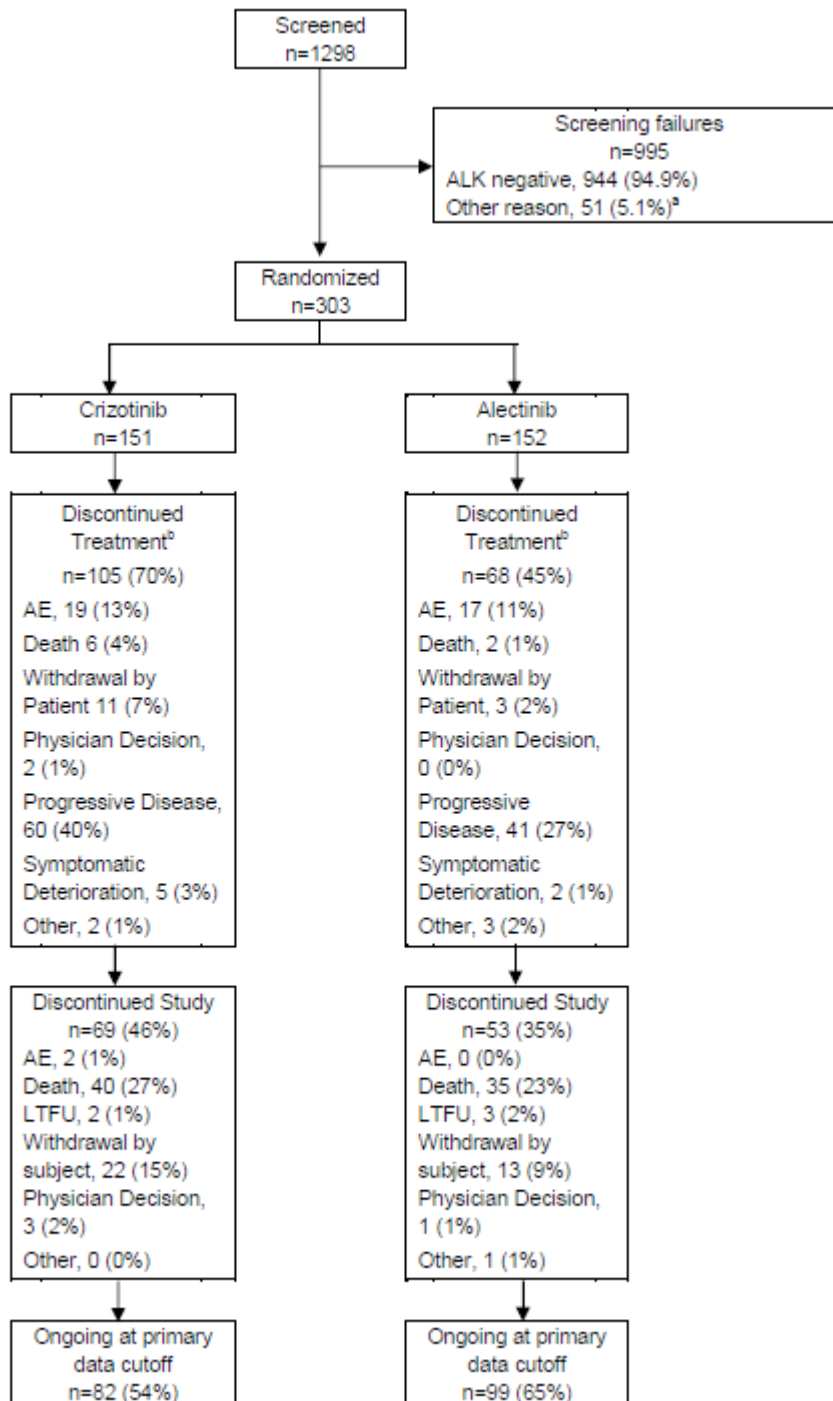 Screened
n=1298
Screening failures
n=995
ALK negative, 944 (94.9%)
Other reason, 51 (5.1%)ᵃ
Randomized
n=303
Crizotinib
n=151
Alectinib
n=152
Discontinued
Treatmentᵇ
n=105 (70%)
AE, 19 (13%)
Death 6 (4%)
Withdrawal by
Patient 11 (7%)
Physician Decision,
2 (1%)
Progressive Disease,
60 (40%)
Symptomatic
Deterioration, 5 (3%)
Other, 2 (1%)
Discontinued
Treatmentᵇ
n=68 (45%)
AE, 17 (11%)
Death, 2 (1%)
Withdrawal by
Patient, 3 (2%)
Physician Decision,
0 (0%)
Progressive
Disease, 41 (27%)
Symptomatic
Deterioration, 2 (1%)
Other, 3 (2%)
Discontinued Study
n=69 (46%)
AE, 2 (1%)
Death, 40 (27%)
LTFU, 2 (1%)
Withdrawal by
subject, 22 (15%)
Physician Decision,
3 (2%)
Other, 0 (0%)
Discontinued Study
n=53 (35%)
AE, 0 (0%)
Death, 35 (23%)
LTFU, 3 (2%)
Withdrawal by
subject, 13 (9%)
Physician Decision,
1 (1%)
Other, 1 (1%)
Ongoing at primary
data cutoff
n=82 (54%)
Ongoing at primary
data cutoff
n=99 (65%)